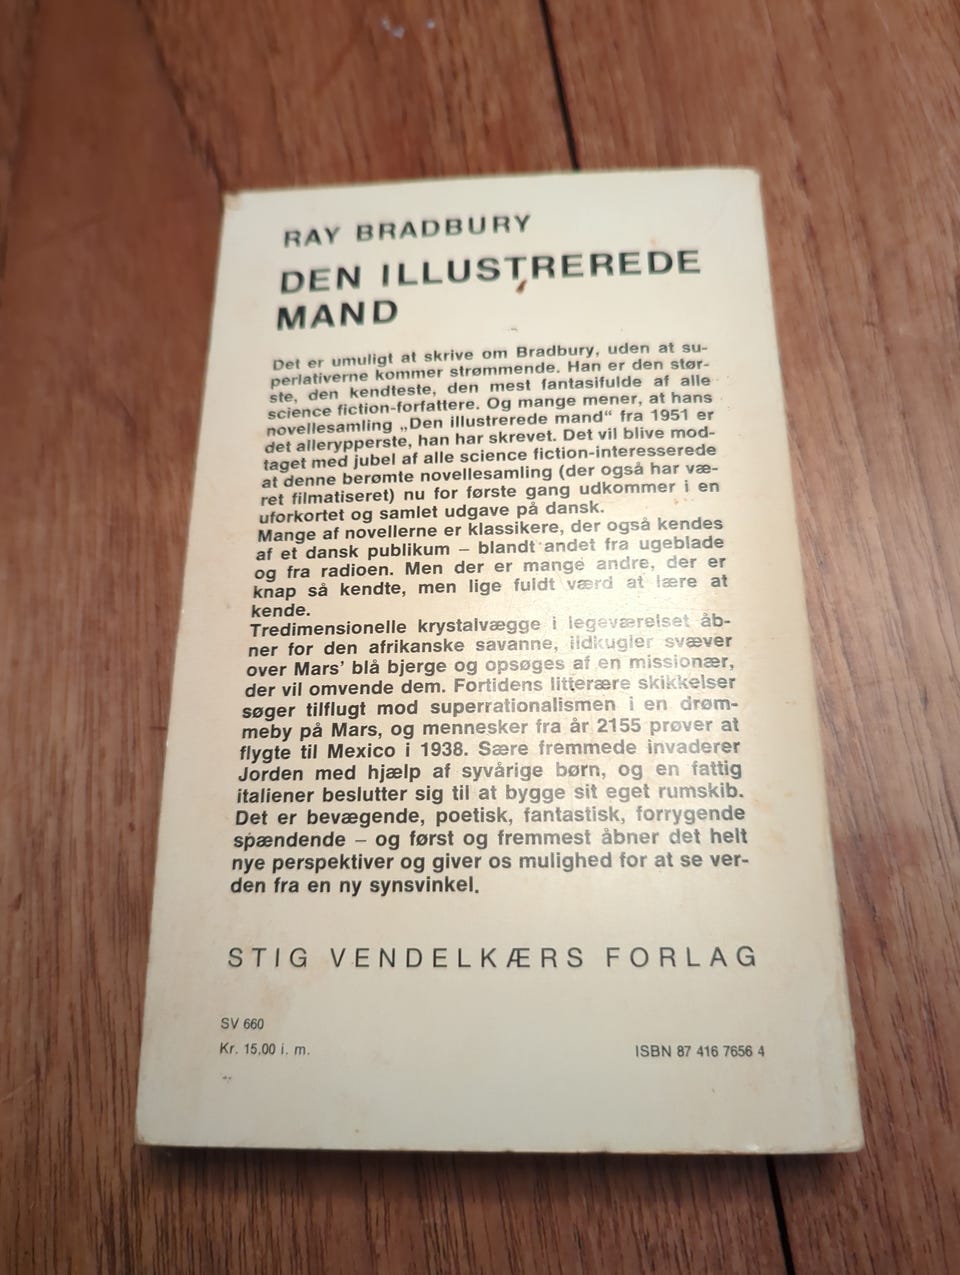 RAY BRADBURY
DEN ILLUSTREREDE
MAND
Det er umuligt at skrive om Bradbury, uden at su-
perlativerne kommer strømmende. Han er den stør-
ste, den kendteste, den mest fantasifulde af alle
science fiction-forfattere. Og mange mener, at hans
novellesamling „Den illustrerede mand“ fra 1951 er
det allerypperste, han har skrevet. Det vil blive mod-
taget med jubel af alle science fiction-interesserede
at denne berømte novellesamling (der også har væ-
ret filmatiseret) nu for første gang udkommer i en
uforkortet og samlet udgave på dansk.
Mange af novellerne er klassikere, der også kendes
af et dansk publikum – blandt andet fra ugeblade
og fra radioen. Men der er mange andre, der er
knap så kendte, men lige fuldt værd at lære at
kende.
Tredimensionelle krystalvægge i legeværelset åb-
ner for den afrikanske savanne, ildkugler svæver
over Mars' blå bjerge og opsøges af en missionær,
der vil omvende dem. Fortidens litterære skikkelser
søger tilflugt mod superrationalismen i en drøm-
meby på Mars, og mennesker fra år 2155 prøver at
flygte til Mexico i 1938. Sære fremmede invaderer
Jorden med hjælp af syvårige børn, og en fattig
italiener beslutter sig til at bygge sit eget rumskib.
Det er bevægende, poetisk, fantastisk, forrygende
spændende – og først og fremmest åbner det helt
nye perspektiver og giver os mulighed for at se ver-
den fra en ny synsvinkel.
STIG VENDELKÆRS FORLAG
SV 660
Kr. 15,00 i. m.
ISBN 87 416 7656 4